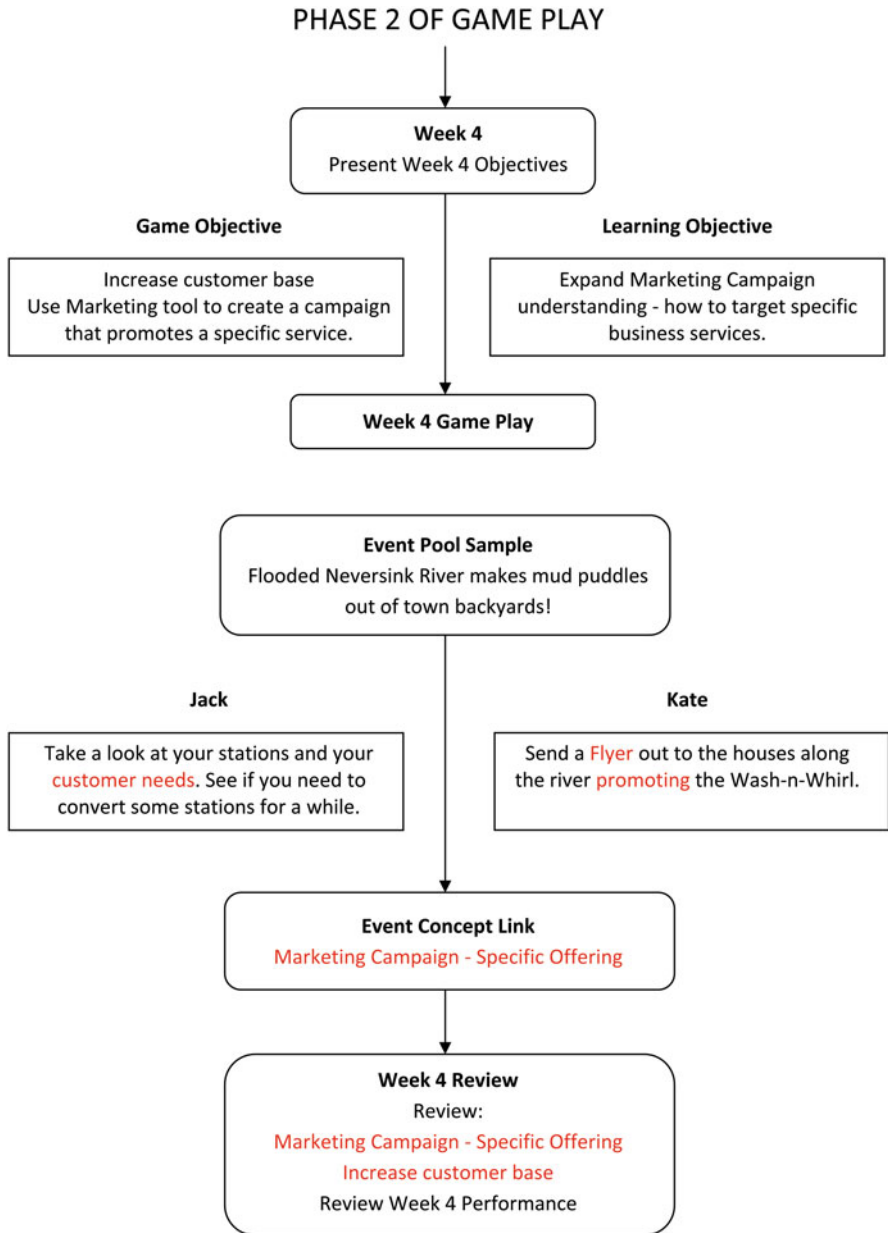 PHASE 2 OF GAME PLAY
Week 4
Present Week 4 Objectives
Game Objective
Increase customer base
Use Marketing tool to create a campaign
that promotes a specific service.
Learning Objective
Expand Marketing Campaign
understanding - how to target specific
business services.
Week 4 Game Play
Event Pool Sample
Flooded Neversink River makes mud puddles
out of town backyards!
Jack
Take a look at your stations and your
customer needs. See if you need to
convert some stations for a while.
Kate
Send a Flyer out to the houses along
the river promoting the Wash-n-Whirl.
Event Concept Link
Marketing Campaign - Specific Offering
Week 4 Review
Review:
Marketing Campaign - Specific Offering
Increase customer base
Review Week 4 Performance